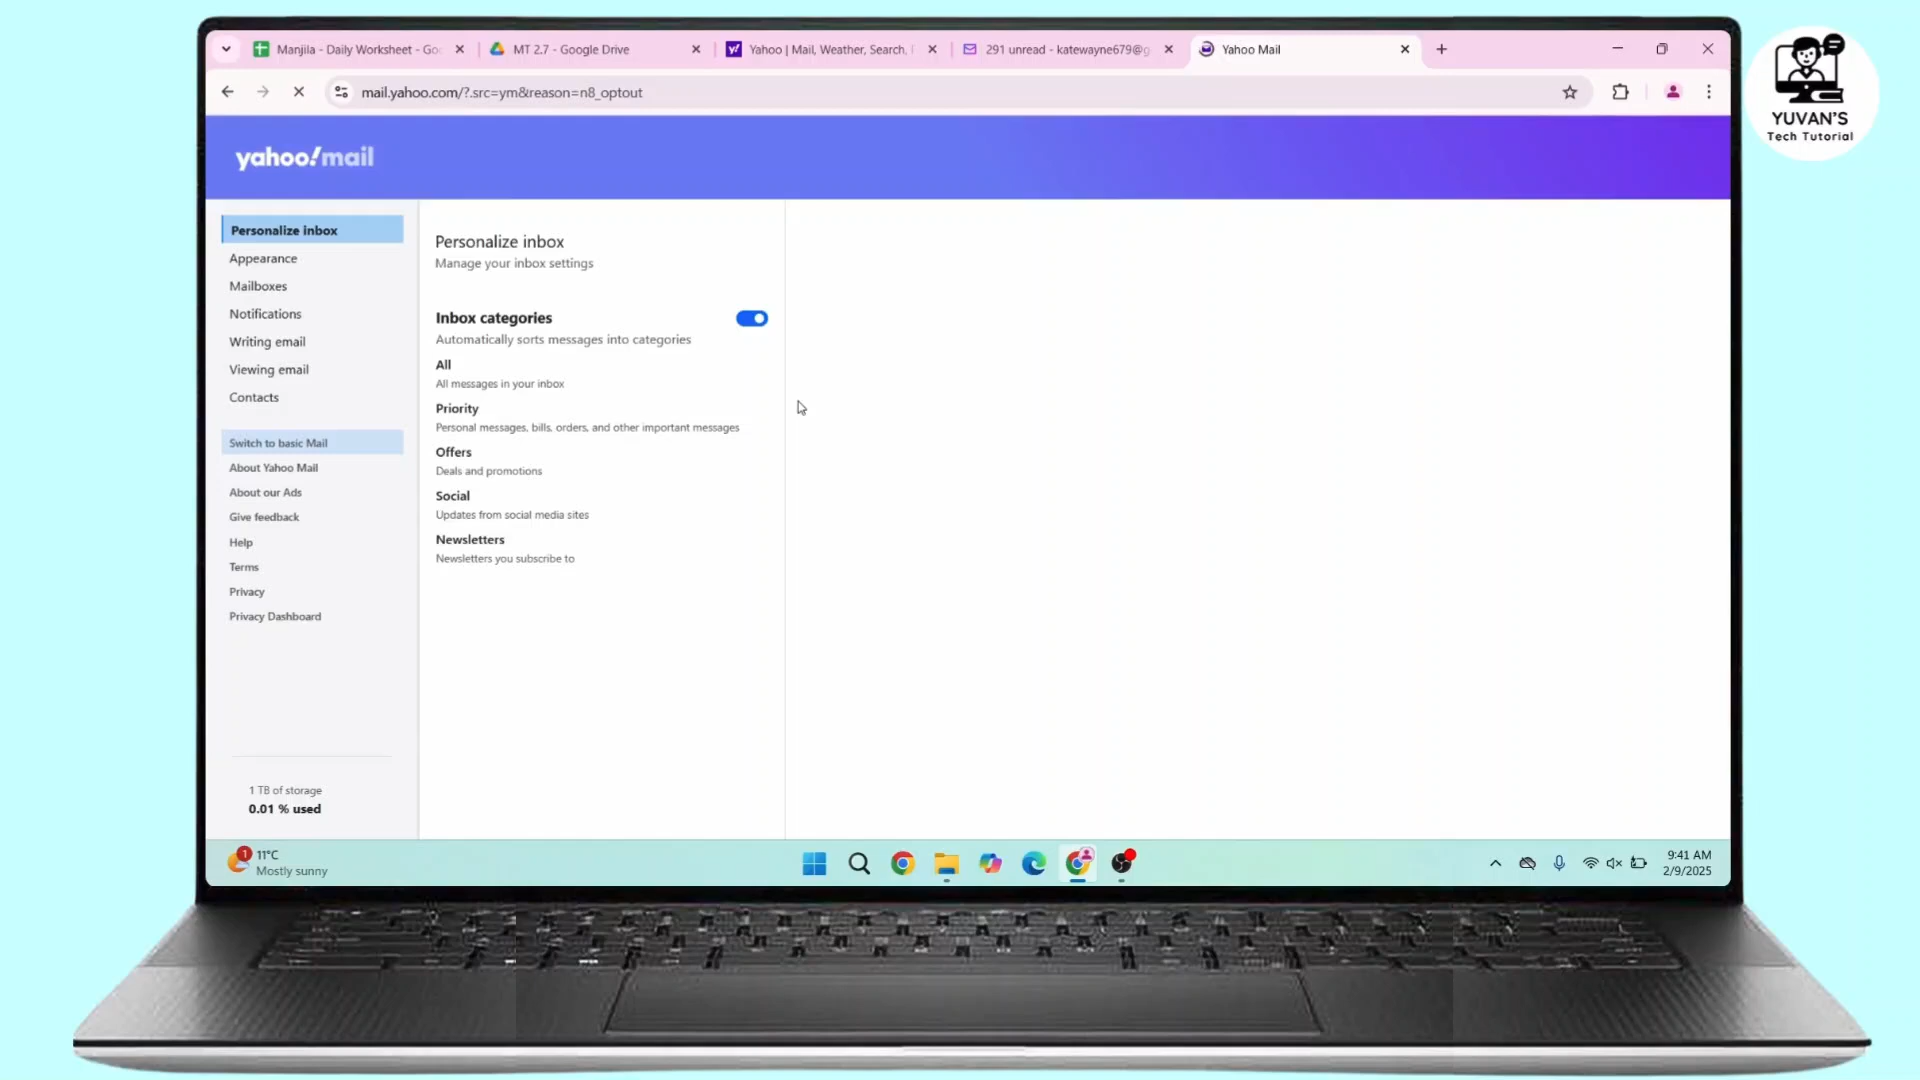 Manjila - Daily Worksheet - Go
MT 2.7 - Google Drive
Yahoo | Mail, Weather, Search,
291 unread - katewayne679@g
Yahoo Mail
mail.yahoo.com/?.src=ym&reason=n8_optout
YUVAN'S
Tech Tutorial
yahoo!mail
Personalize inbox
Appearance
Mailboxes
Notifications
Writing email
Viewing email
Contacts
Switch to basic Mail
About Yahoo Mail
About our Ads
Give feedback
Help
Terms
Privacy
Privacy Dashboard
1 TB of storage
0.01 % used
Personalize inbox
Manage your inbox settings
Inbox categories
Automatically sorts messages into categories
All
All messages in your inbox
Priority
Personal messages, bills, orders, and other important messages
Offers
Deals and promotions
Social
Updates from social media sites
Newsletters
Newsletters you subscribe to
1
11°C
Mostly sunny
9:41 AM
2/9/2025